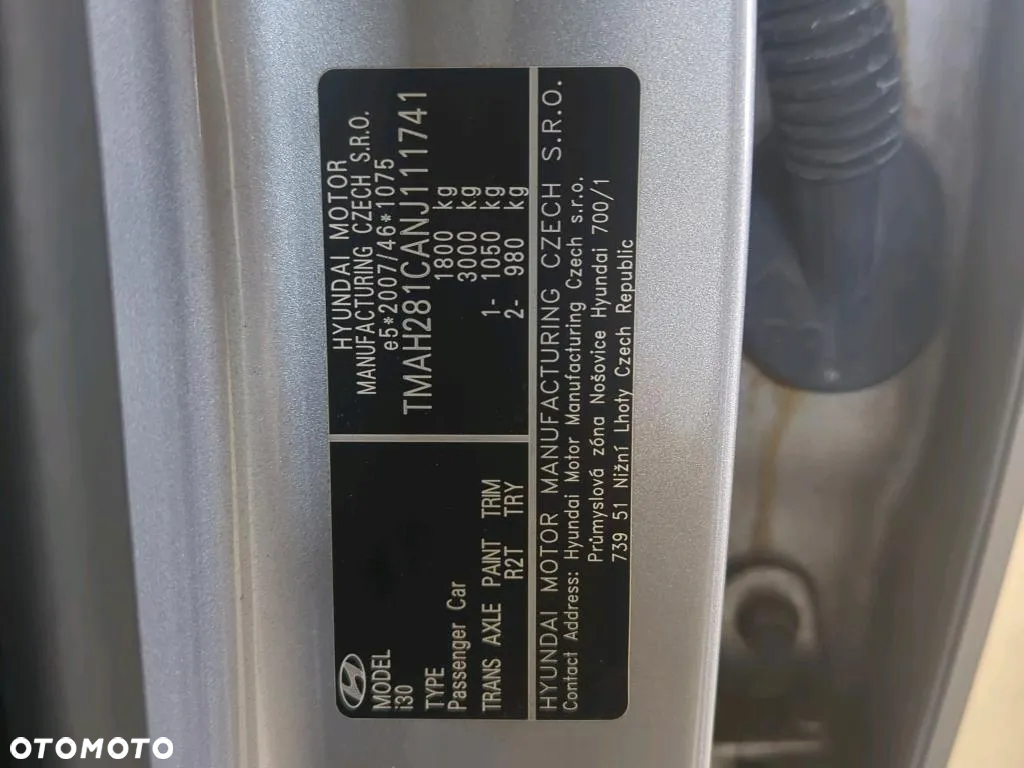 HYUNDAI MOTOR
MANUFACTURING CZECH S.R.O.
e5*2007/46*1075
TMAH281CANJ111741
1800 kg
3000 kg
1- 1050 kg
2- 980 kg
MODEL
i30
TYPE
Passenger Car
TRANS AXLE PAINT TRIM
R2T TRY
HYUNDAI MOTOR MANUFACTURING CZECH S.R.O.
Contact Address: Hyundai Motor Manufacturing Czech s.r.o.
Průmyslová zóna Nošovice Hyundai 700/1
739 51 Nižní Lhoty Czech Republic
OTOMOTO